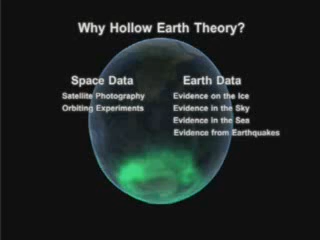 Why Hollow Earth Theory?
Space Data
Satellite Photography
Orbiting Experiments
Earth Data
Evidence on the Ice
Evidence in the Sky
Evidence in the Sea
Evidence from Earthquakes